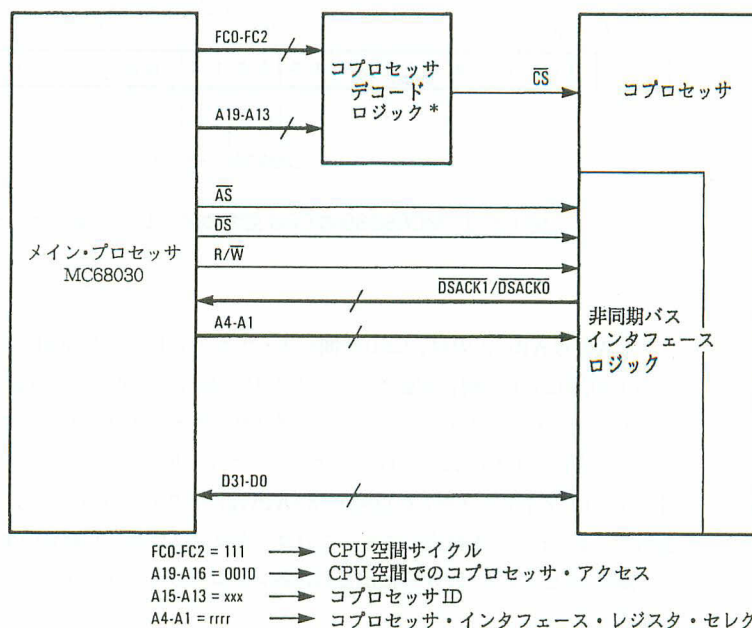 FC0-FC2
コプロセッサ
デコード
ロジック*
A19-A13
C̅S̅
コプロセッサ
A̅S̅
D̅S̅
メイン・プロセッサ
MC68030
R/W̅
D̅S̅A̅C̅K̅1̅/D̅S̅A̅C̅K̅0̅
A4-A1
非同期バス
インタフェース
ロジック
D31-D0
FC0-FC2 = 111 → CPU空間サイクル
A19-A16 = 0010 → CPU空間でのコプロセッサ・アクセス
A15-A13 = xxx → コプロセッサID
A4-A1 = rrrr → コプロセッサ・インタフェース・レジスタ・セレク